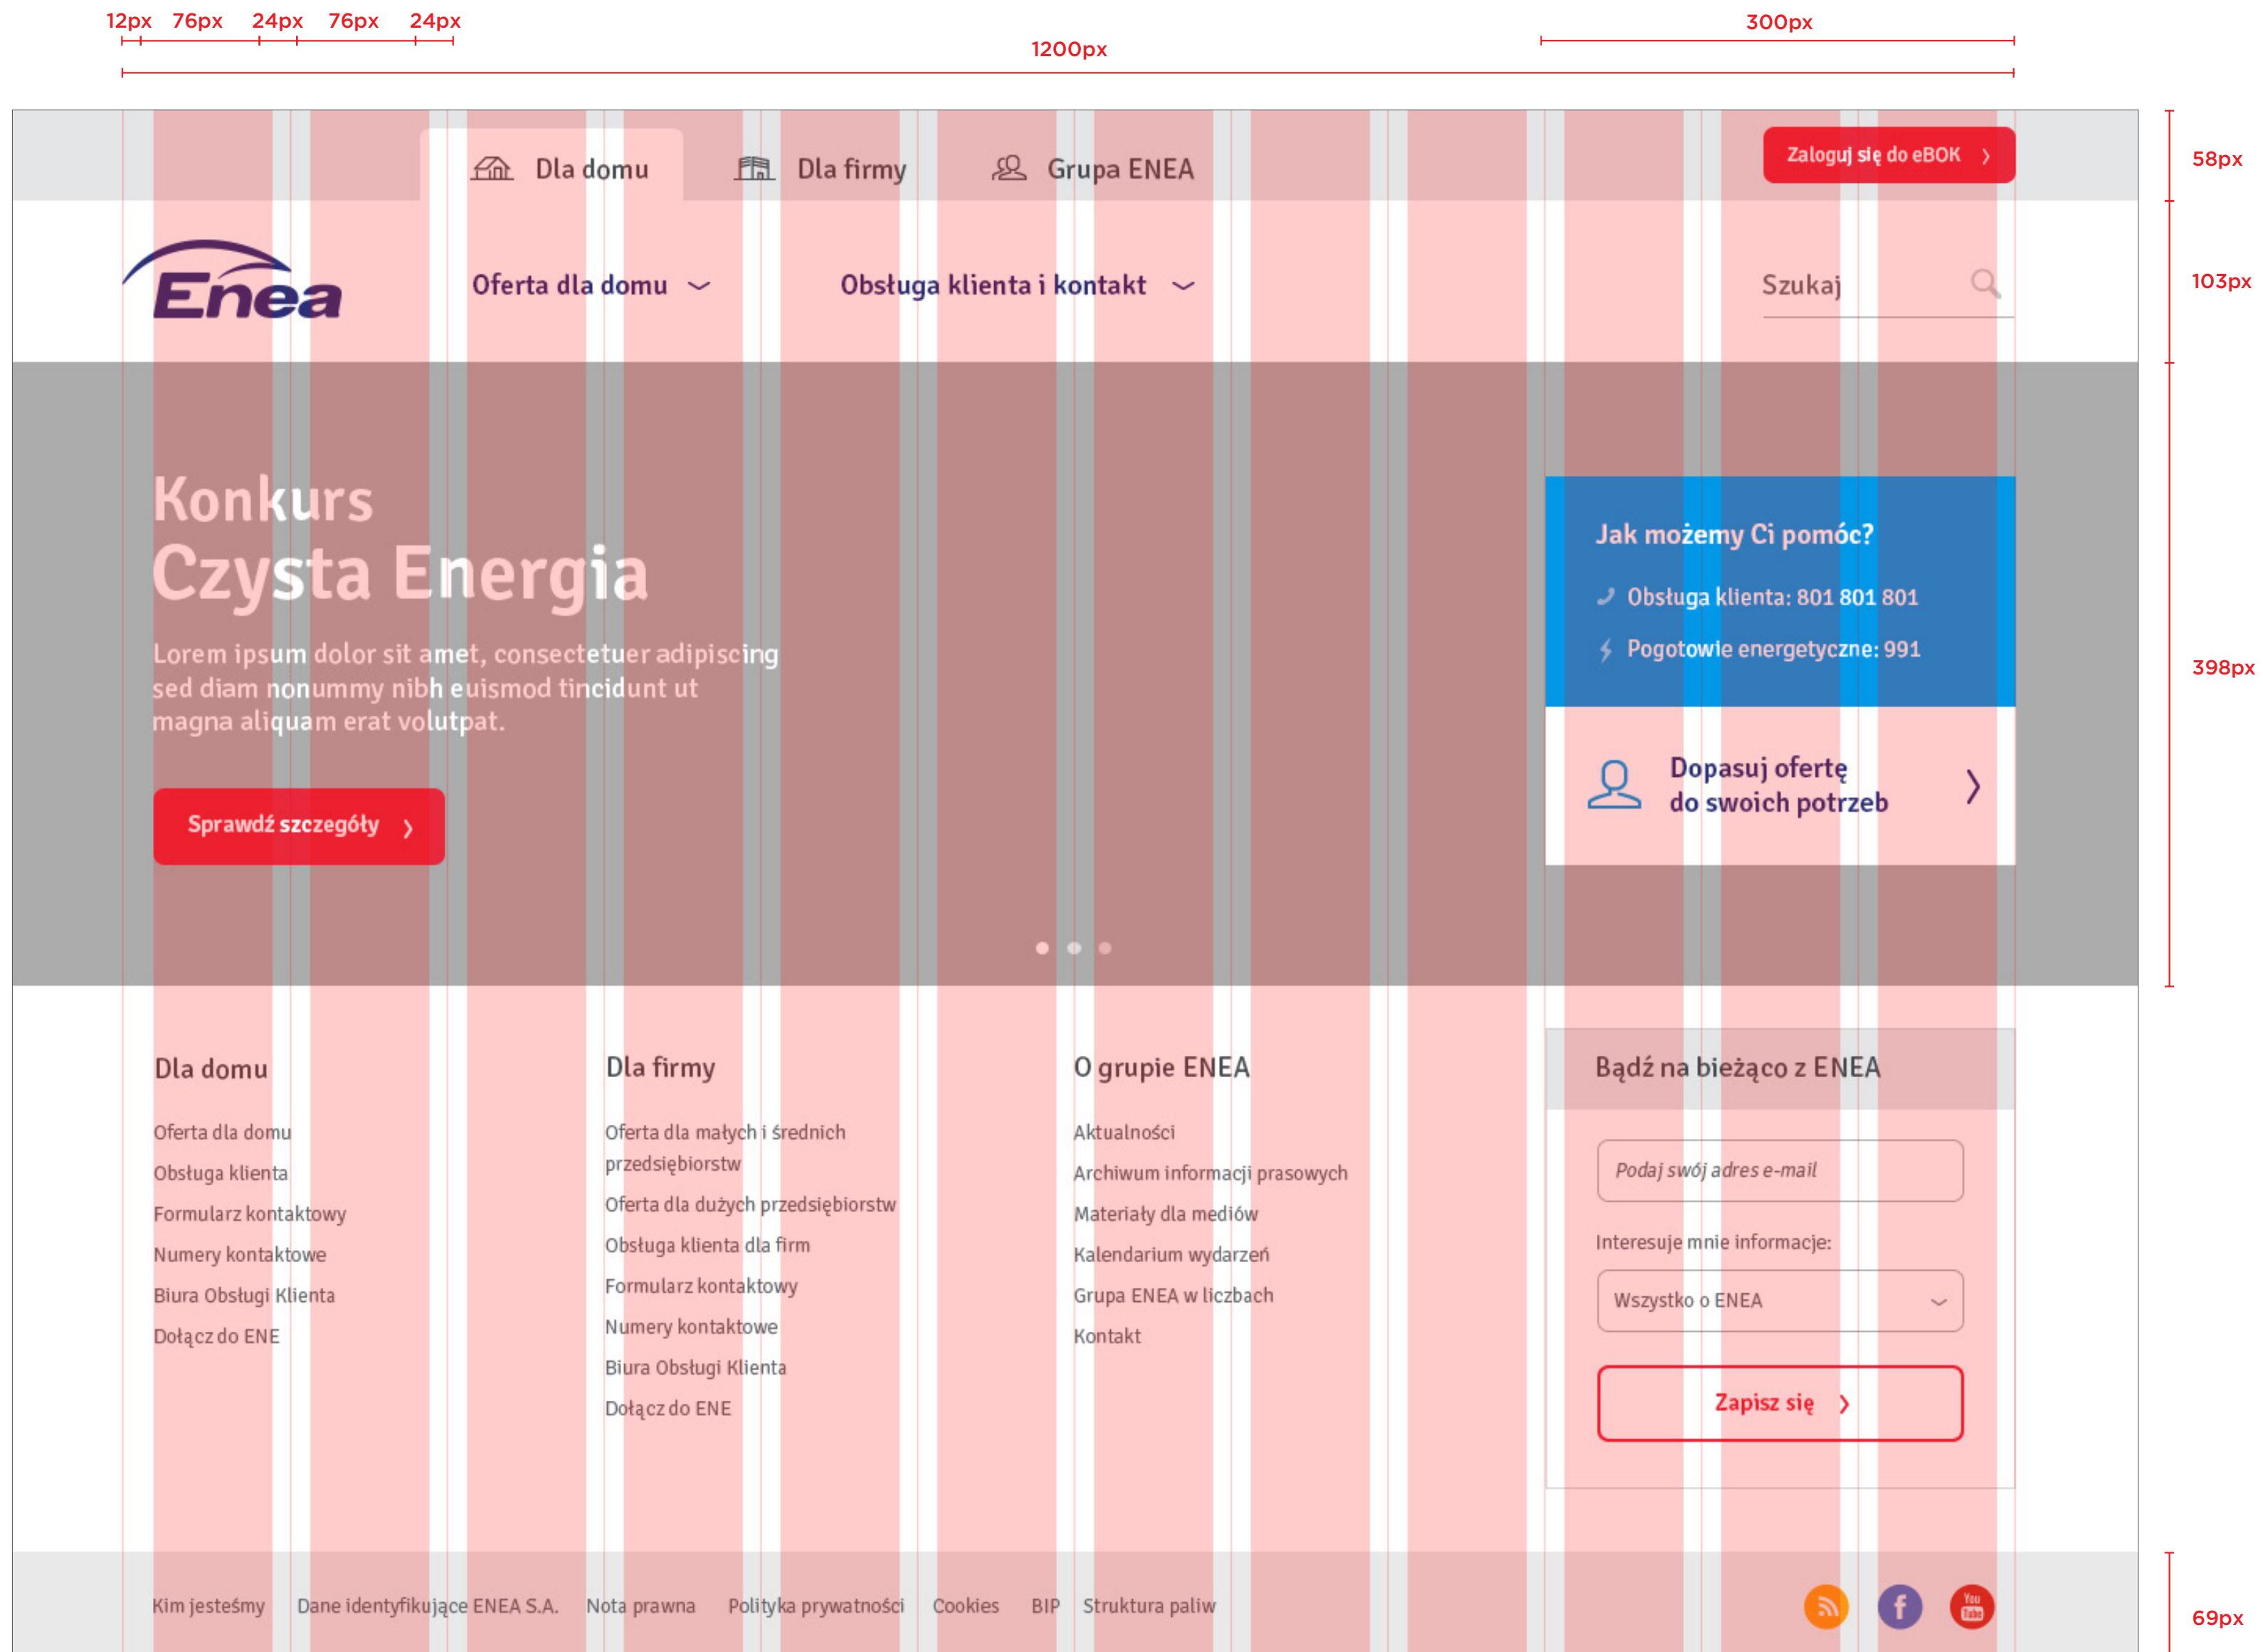 12px 76px 24px 76px 24px
300px
1200px
Dla domu
Dla firmy
Grupa ENEA
Zaloguj się do eBOK
58px
Enea
Oferta dla domu
Obsługa klienta i kontakt
Szukaj
103px
Konkurs
Czysta Energia
Lorem ipsum dolor sit amet, consectetuer adipiscing
sed diam nonummy nibh euismod tincidunt ut
magna aliquam erat volutpat.
Sprawdź szczegóły
Jak możemy Ci pomóc?
Obsługa klienta: 801 801 801
Pogotowie energetyczne: 991
Dopasuj ofertę
do swoich potrzeb
398px
Dla domu
Oferta dla domu
Obsługa klienta
Formularz kontaktowy
Numery kontaktowe
Biura Obsługi Klienta
Dołącz do ENE
Dla firmy
Oferta dla małych i średnich
przedsiębiorstw
Oferta dla dużych przedsiębiorstw
Obsługa klienta dla firm
Formularz kontaktowy
Numery kontaktowe
Biura Obsługi Klienta
Dołącz do ENE
O grupie ENEA
Aktualności
Archiwum informacji prasowych
Materiały dla mediów
Kalendarium wydarzeń
Grupa ENEA w liczbach
Kontakt
Bądź na bieżąco z ENEA
Podaj swój adres e-mail
Interesuje mnie informacje:
Wszystko o ENEA
Zapisz się
Kim jesteśmy
Dane identyfikujące ENEA S.A.
Nota prawna
Polityka prywatności
Cookies
BIP
Struktura paliw
f
You
Tube
69px